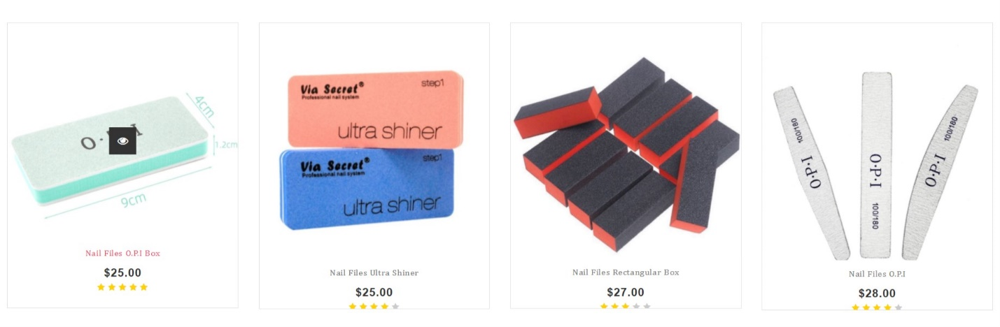 4cm
1.2cm
9cm
Nail Files O.P.I Box
$25.00
Via Secret®
Professional nail system
step1
ultra shiner
Via Secret®
Professional nail system
step1
ultra shiner
Nail Files Ultra Shiner
$25.00
Nail Files Rectangular Box
$27.00
100/180
O·P·I
O·P·I
100/180
100/180
O·P·I
Nail Files O.P.I
$28.00